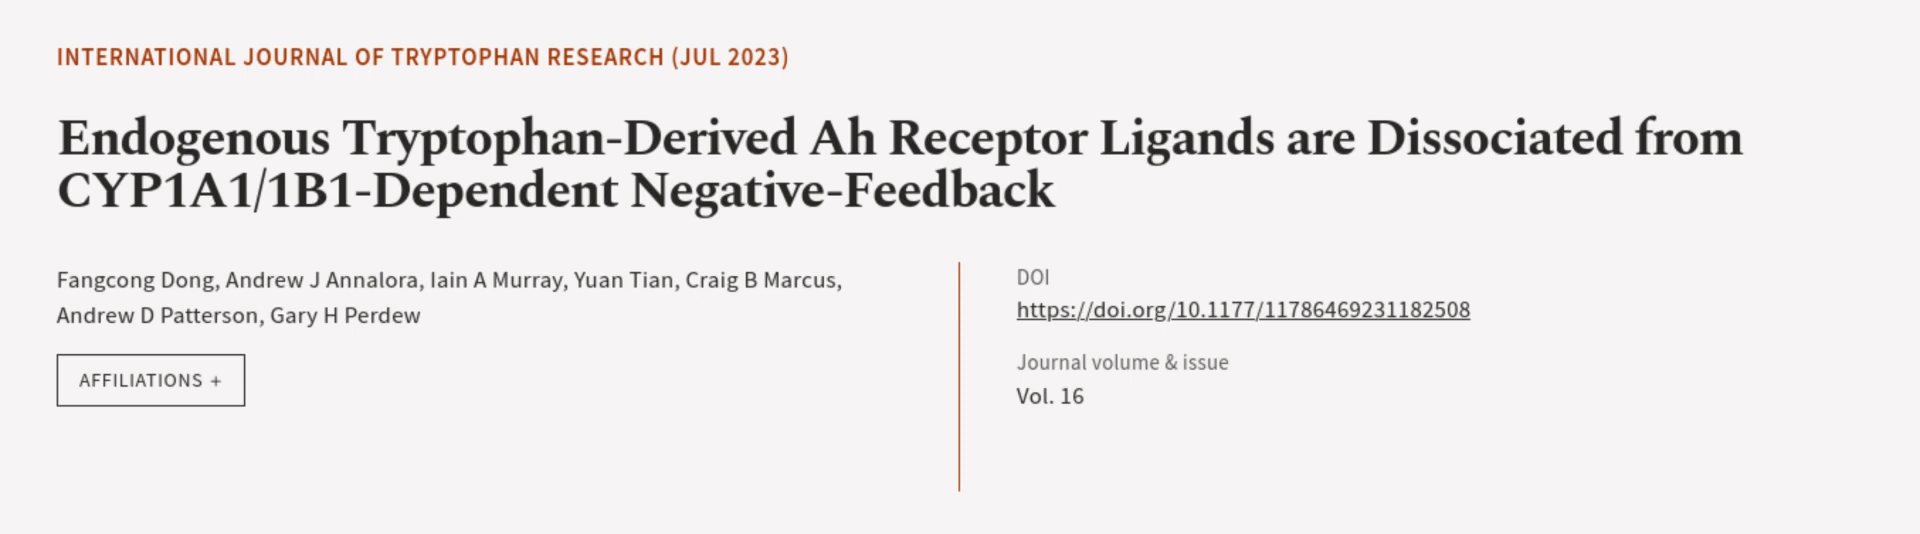 INTERNATIONAL JOURNAL OF TRYPTOPHAN RESEARCH (JUL 2023)
Endogenous Tryptophan-Derived Ah Receptor Ligands are Dissociated from
CYP1A1/1B1-Dependent Negative-Feedback
Fangcong Dong, Andrew J Annalora, Iain A Murray, Yuan Tian, Craig B Marcus,
Andrew D Patterson, Gary H Perdew
AFFILIATIONS +
DOI
https://doi.org/10.1177/11786469231182508
Journal volume & issue
Vol. 16